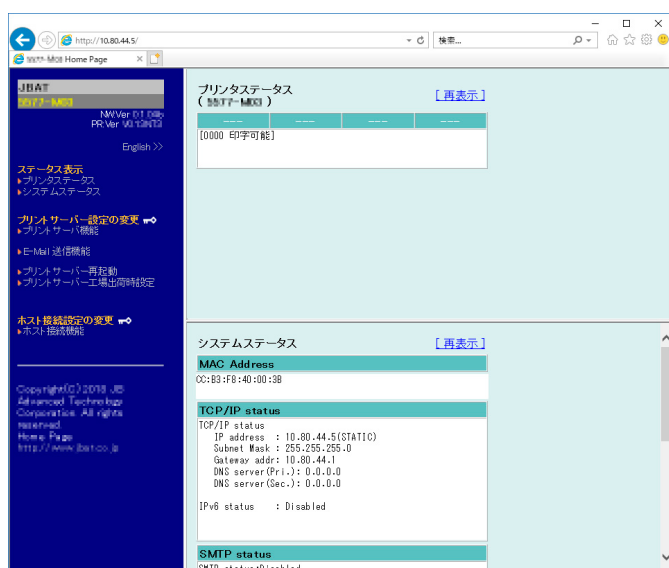 http://10.80.44.5/
検索...
Home Page
JBAT
NW.Ver
PR.Ver
English >>
ステータス表示
プリンタステータス
システムステータス
プリントサーバー設定の変更
プリントサーバ機能
E-Mail 送信機能
プリントサーバー再起動
プリントサーバー工場出荷時設定
ホスト接続設定の変更
ホスト接続機能
Copyright(C) 2018 JB
Advanced Technology
Corporation. All rights
reserved.
Home Page
http://www.jbat.co.jp
プリンタステータス
[ 再表示 ]
--- --- --- ---
[0000 印字可能]
システムステータス
[ 再表示 ]
MAC Address
CC:B3:F8:40:00:3B
TCP/IP status
TCP/IP status
IP address : 10.80.44.5(STATIC)
Subnet Mask : 255.255.255.0
Gateway addr: 10.80.44.1
DNS server(Pri.): 0.0.0.0
DNS server(Sec.): 0.0.0.0
IPv6 status : Disabled
SMTP status